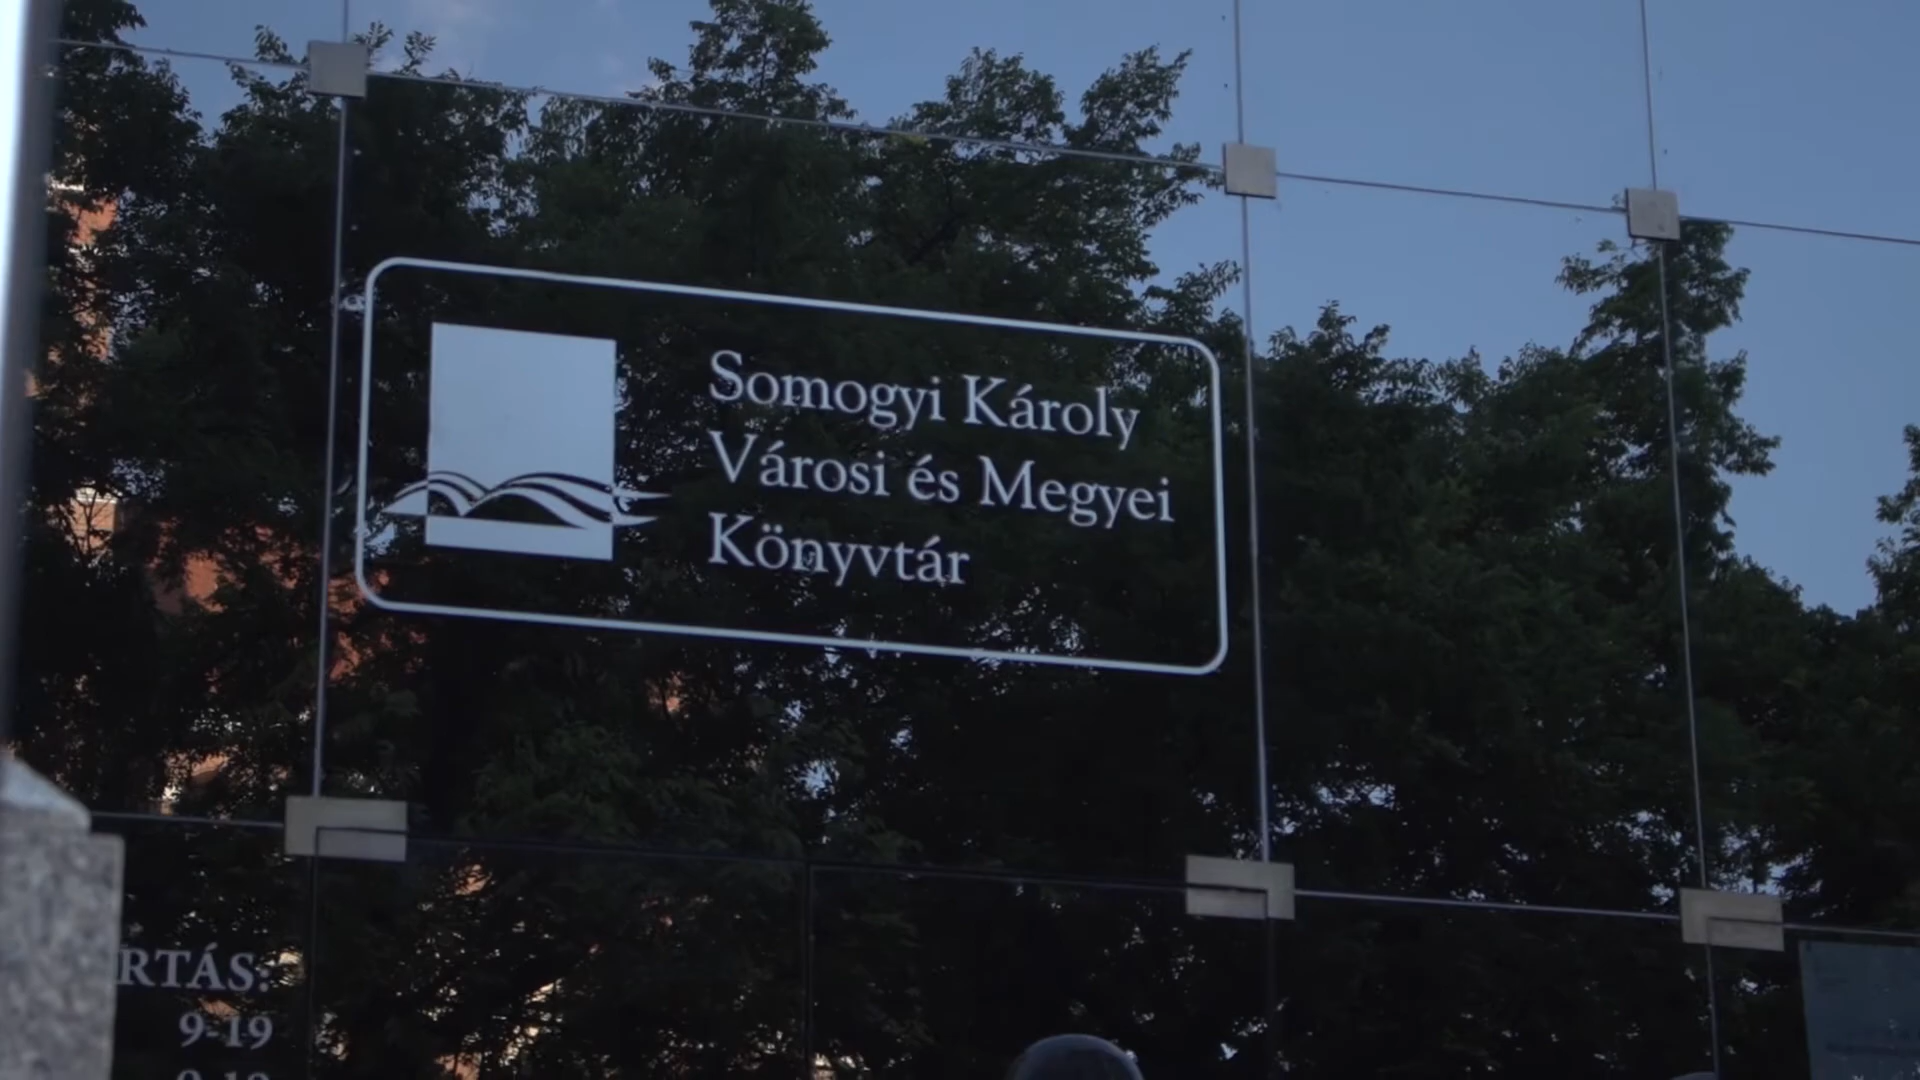 Somogyi Károly
Városi és Megyei
Könyvtár
RTÁS:
9-19